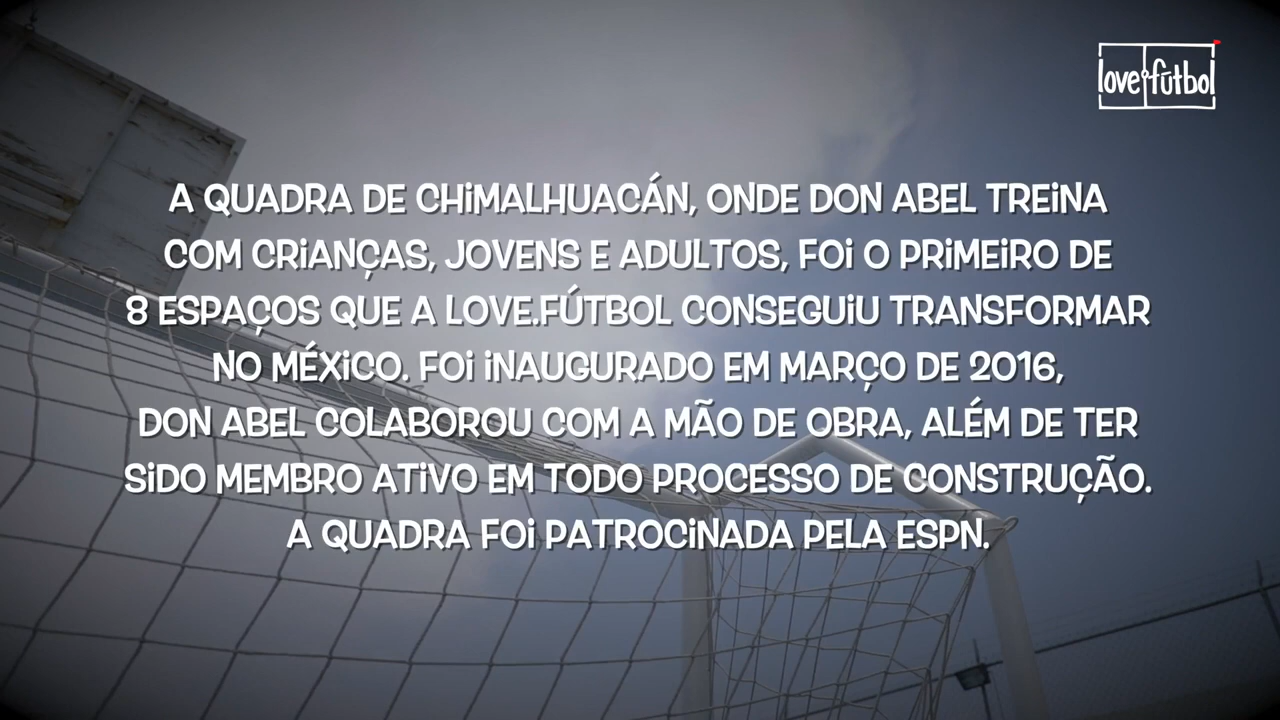 love.fútbol
A QUADRA DE CHiMALHUACÁN, ONDE DON ABEL TREiNA
COM CRiANÇAS, JOVENS E ADULTOS, FOi O PRiMEiRO DE
8 ESPAÇOS QUE A LOVE.FÚTBOL CONSEGUiU TRANSFORMAR
NO MÉXiCO. FOi iNAUGURADO EM MARÇO DE 2016,
DON ABEL COLABOROU COM A MÃO DE OBRA, ALÉM DE TER
SiDO MEMBRO ATiVO EM TODO PROCESSO DE CONSTRUÇÃO.
A QUADRA FOi PATROCiNADA PELA ESPN.